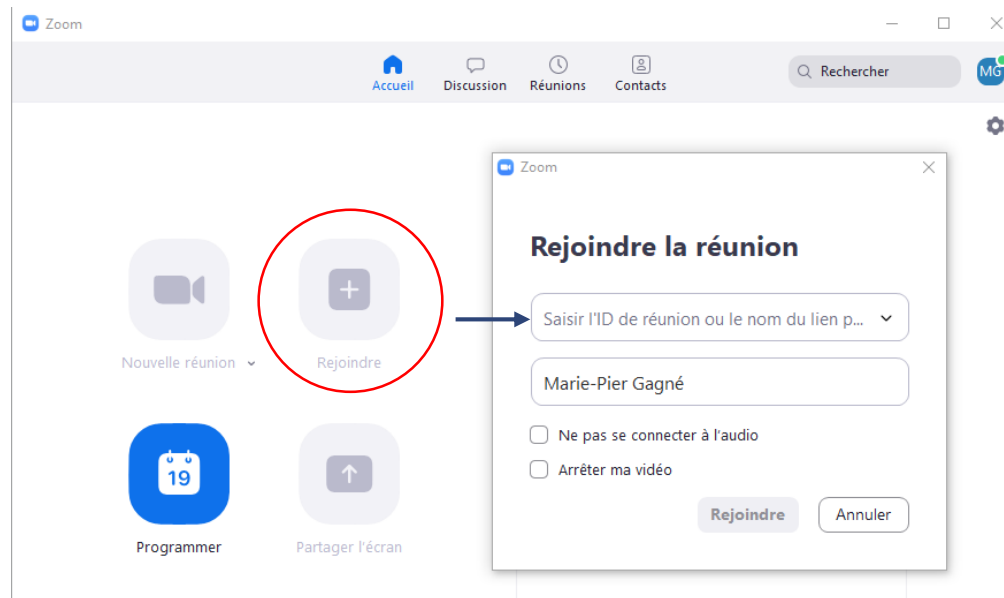 Zoom
Accueil
Discussion
Réunions
Contacts
Rechercher
MG
Zoom
Rejoindre la réunion
Saisir l'ID de réunion ou le nom du lien p...
Marie-Pier Gagné
Ne pas se connecter à l'audio
Arrêter ma vidéo
Rejoindre
Annuler
Nouvelle réunion
Rejoindre
19
Programmer
Partager l'écran